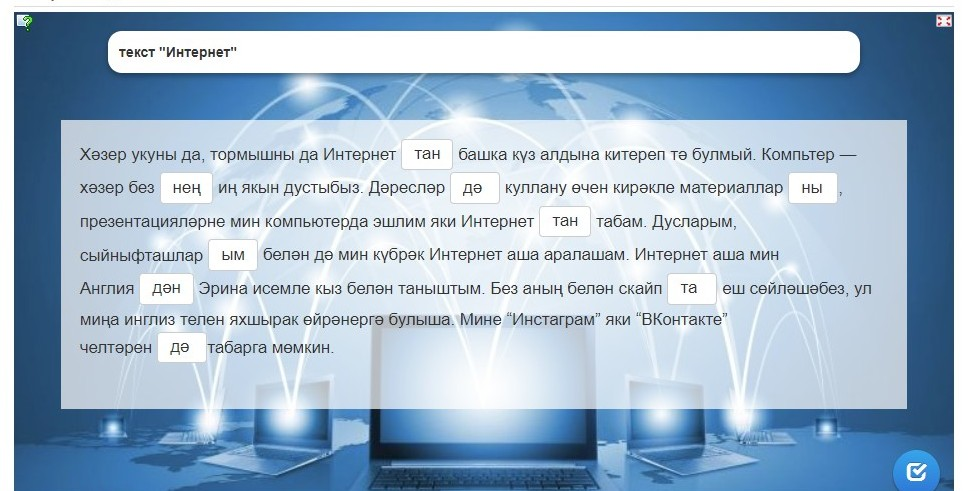 текст "Интернет"
Хәзер укуны да, тормышны да Интернет тан башка күз алдына китереп тә булмый. Компьтер —
хәзер без нең иң якын дустыбыз. Дәресләр дә куллану өчен кирәкле материаллар ны ,
презентацияләрне мин компьютерда эшлим яки Интернет тан табам. Дусларым,
сыйныфташлар ым белән дә мин күбрәк Интернет аша аралашам. Интернет аша мин
Англия дән Эрина исемле кыз белән таныштым. Без аның белән скайп та еш сөйләшәбез, ул
миңа инглиз телен яхшырак өйрәнергә булыша. Мине “Инстаграм” яки “ВКонтакте”
челтәрен дә табарга мөмкин.